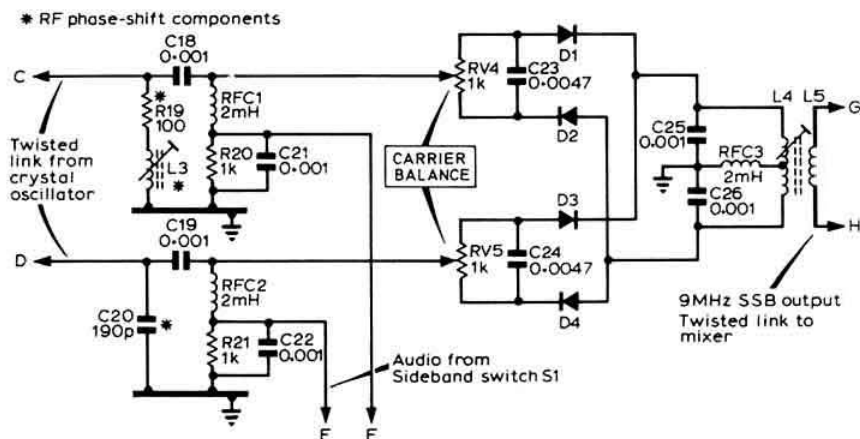 ✱ RF phase-shift components
C18
0·001
C
✱
R19
100
L3
✱
RFC1
2mH
R20
1k
C21
0.001
Twisted
link from
crystal
oscillator
CARRIER
BALANCE
RV4
1k
C23
0·0047
D1
D2
C19
0·001
D
C20
190p
✱
RFC2
2mH
R21
1k
C22
0.001
Audio from
Sideband switch S1
E
F
RV5
1k
C24
0·0047
D3
D4
C25
0.001
RFC3
2mH
C26
0.001
L4
L5
G
H
9MHz SSB output
Twisted link to
mixer